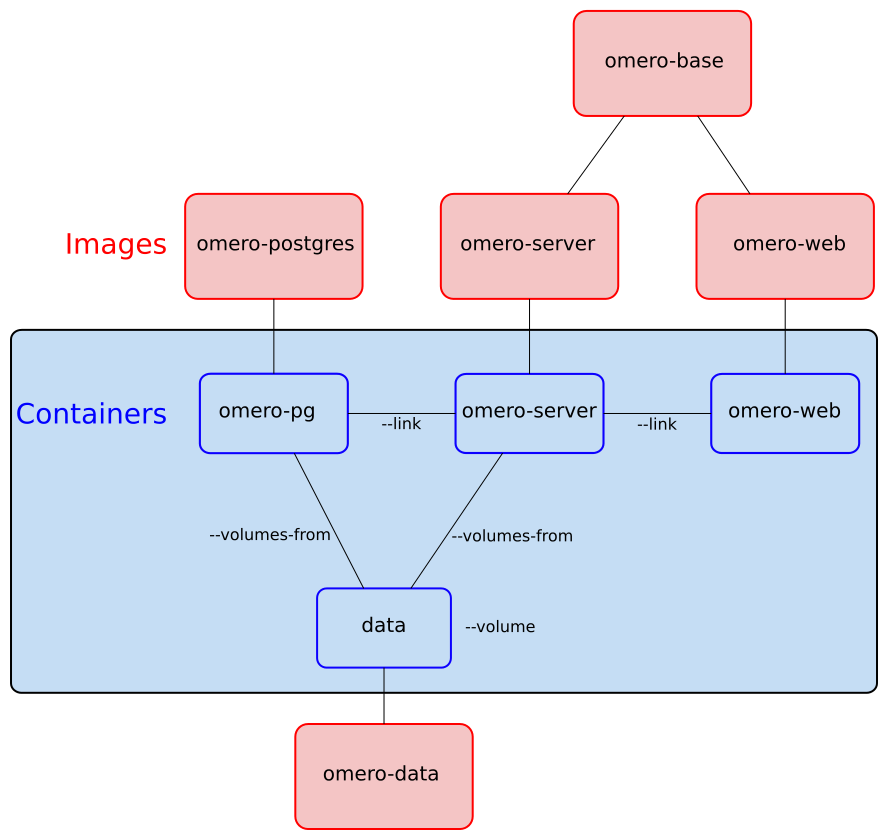 omero-base
Images
omero-postgres
omero-server
omero-web
Containers
omero-pg
--link
omero-server
--link
omero-web
--volumes-from
--volumes-from
data
--volume
omero-data